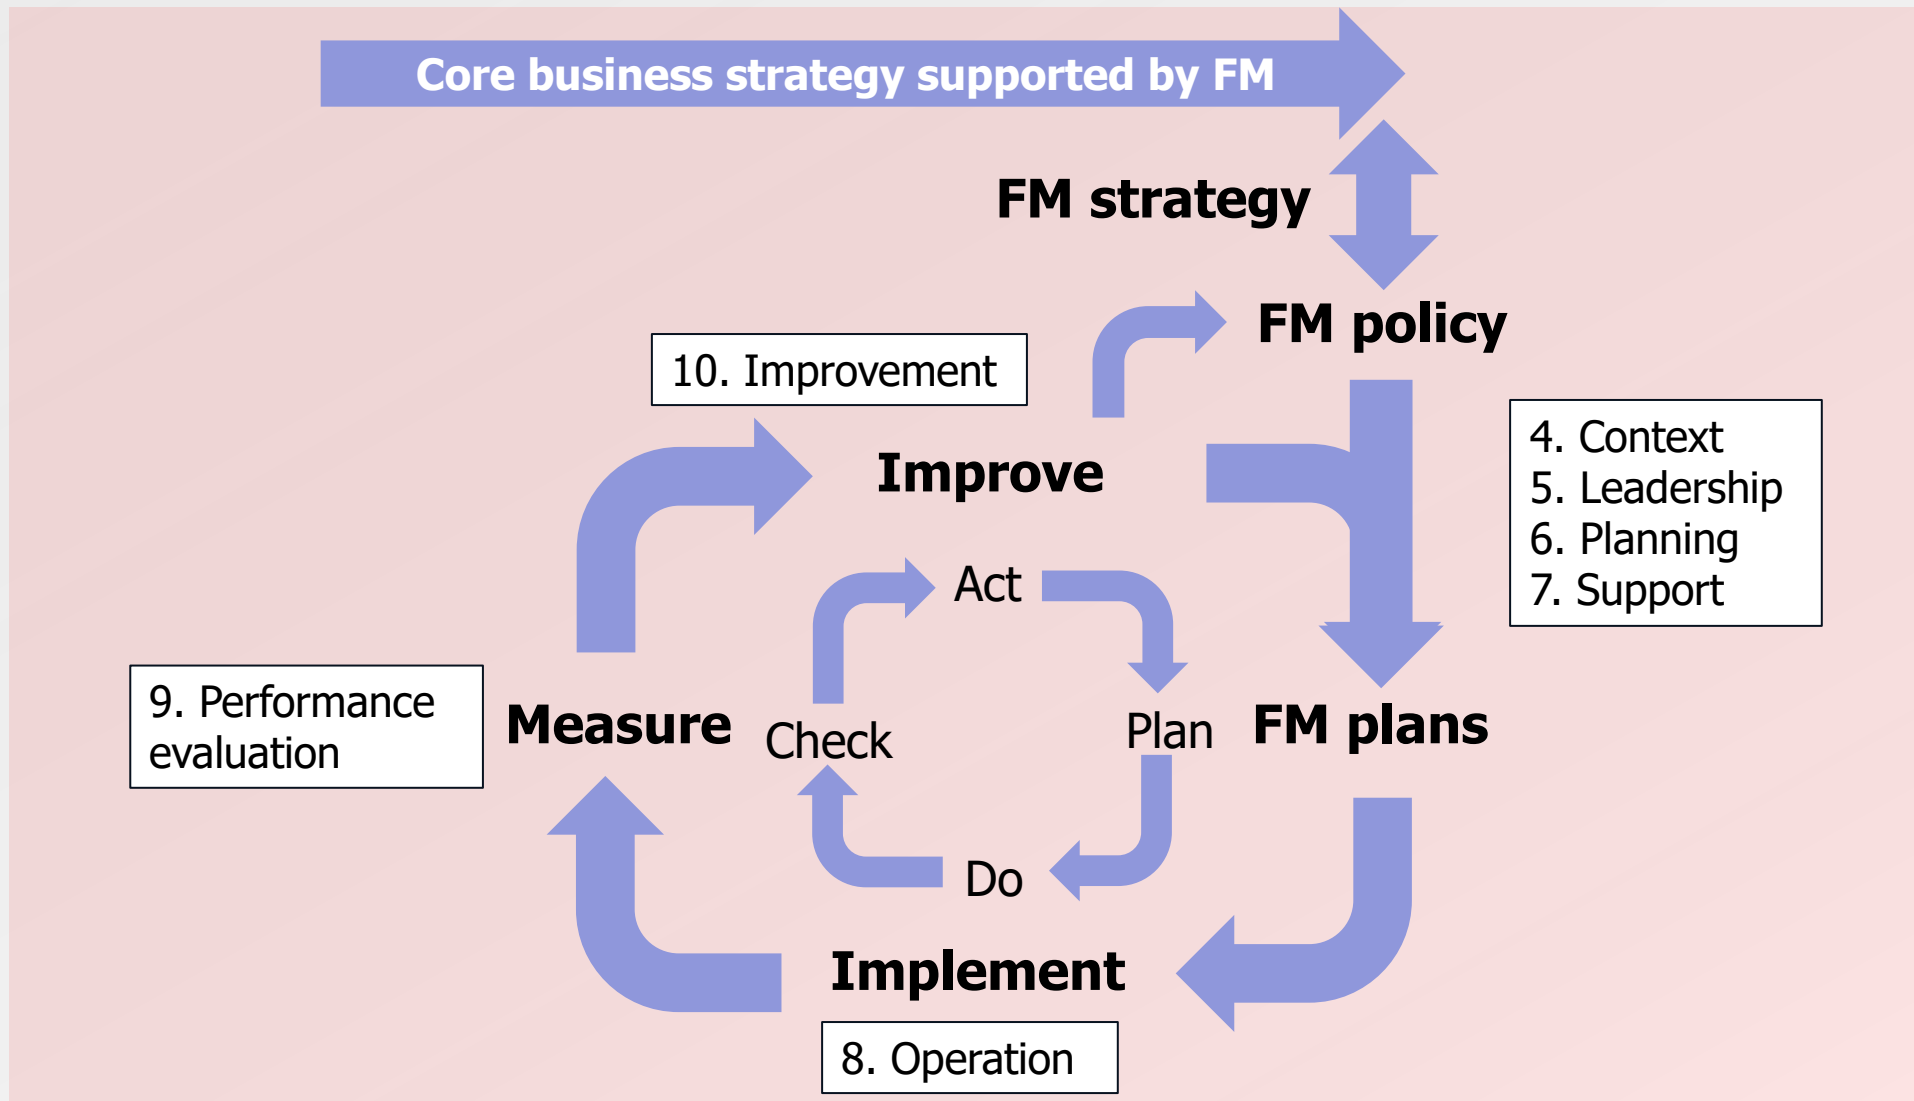 Core business strategy supported by FM
FM strategy
FM policy
10. Improvement
4. Context
5. Leadership
6. Planning
7. Support
Improve
Act
9. Performance
evaluation
Measure
Check
Plan
FM plans
Do
Implement
8. Operation